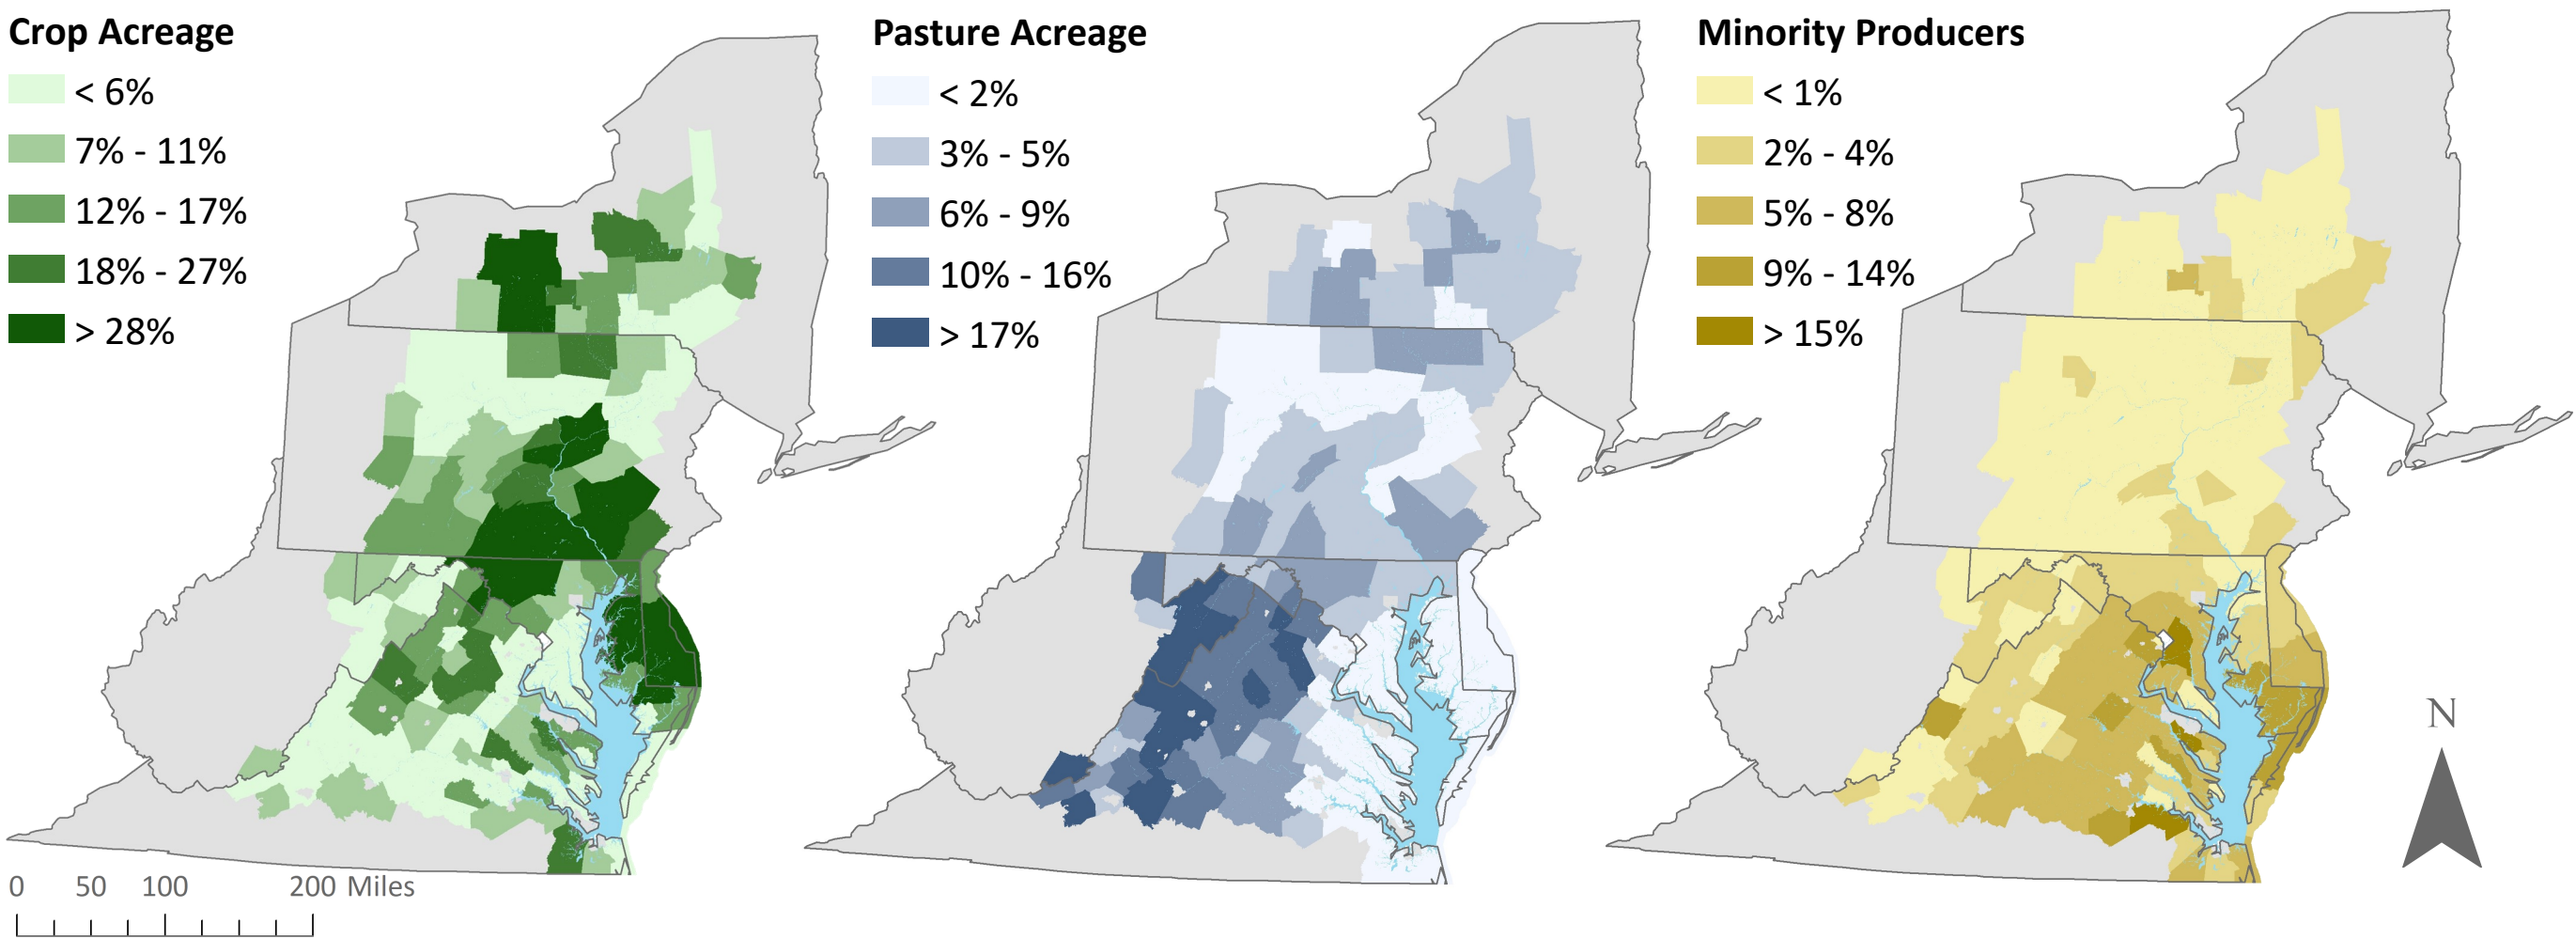 Crop Acreage
< 6%
7% - 11%
12% - 17%
18% - 27%
> 28%
Pasture Acreage
< 2%
3% - 5%
6% - 9%
10% - 16%
> 17%
Minority Producers
< 1%
2% - 4%
5% - 8%
9% - 14%
> 15%
N
0 50 100 200 Miles